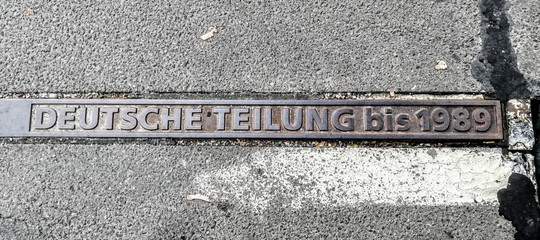 DEUTSCHE TEILUNG bis 1989